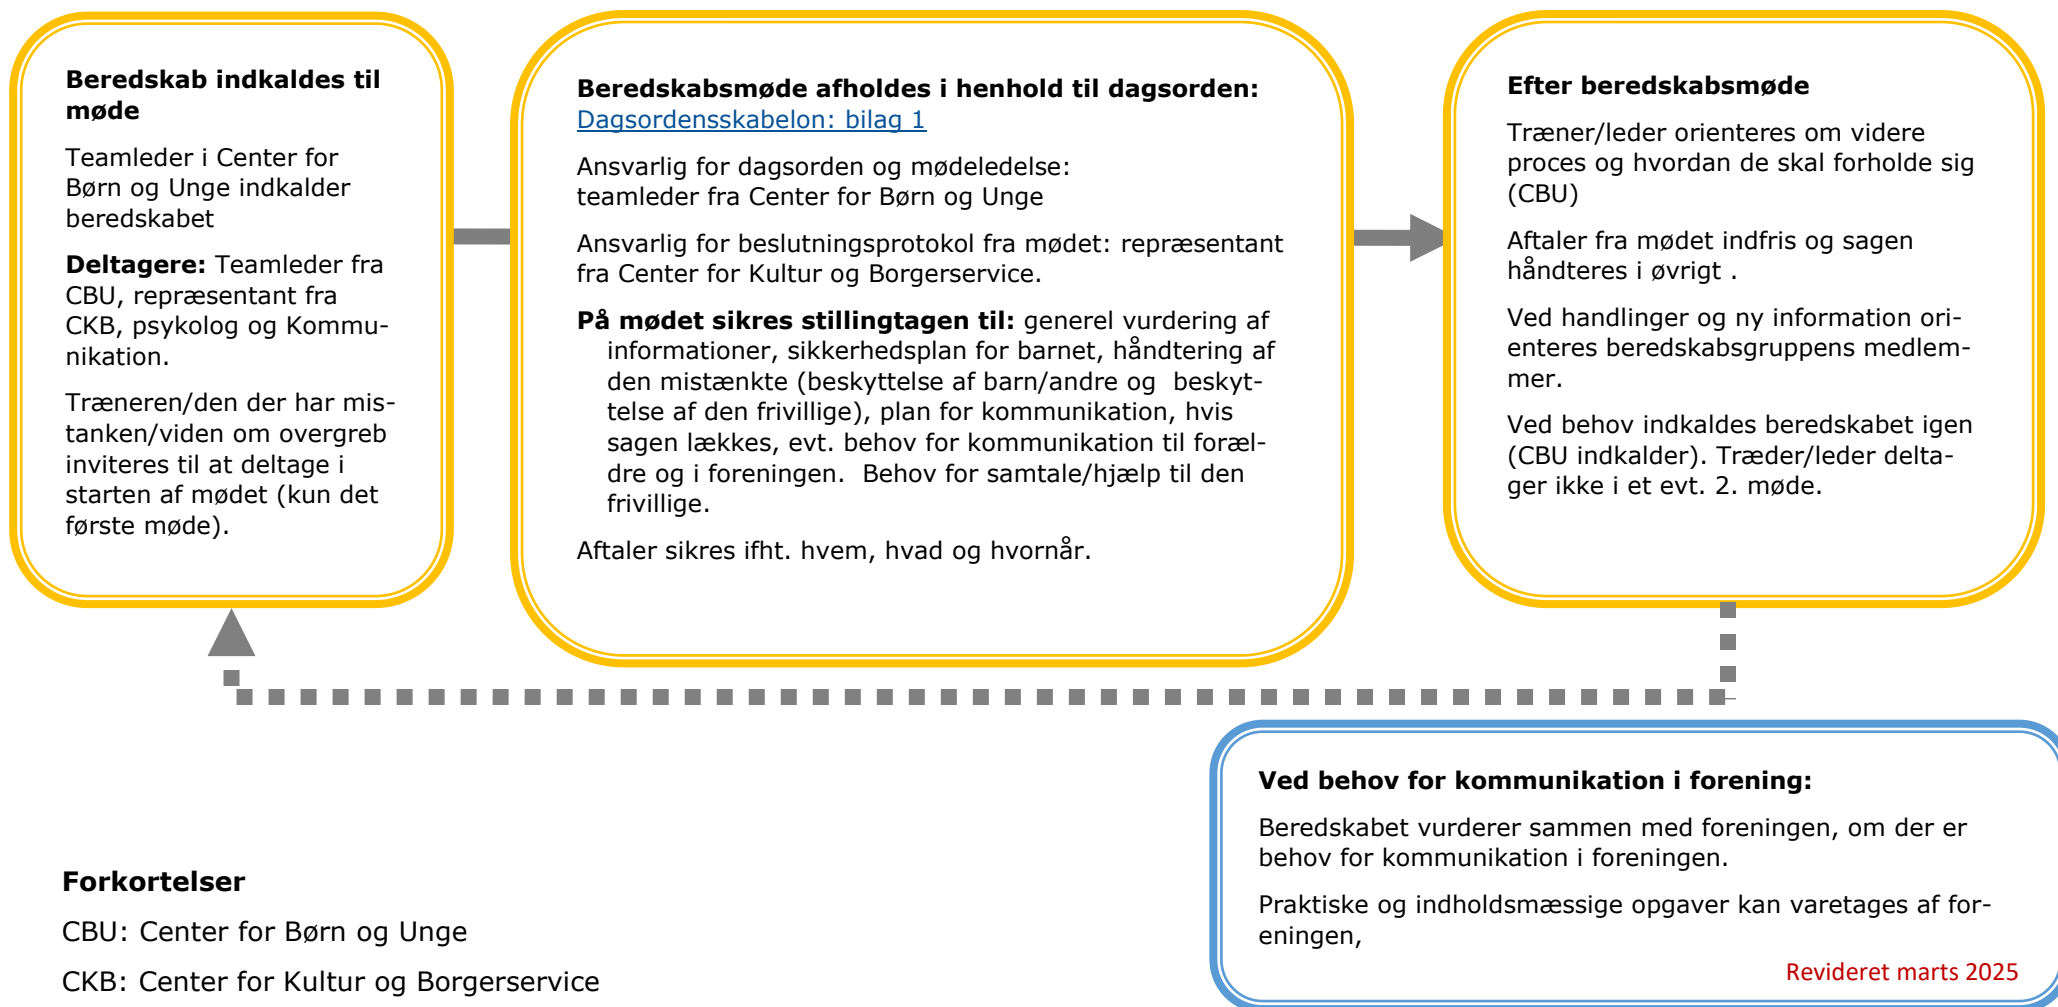 Beredskab indkaldes til
møde
Teamleder i Center for
Børn og Unge indkalder
beredskabet
Deltagere: Teamleder fra
CBU, repræsentant fra
CKB, psykolog og Kommu-
nikation.
Træneren/den der har mis-
tanken/viden om overgreb
inviteres til at deltage i
starten af mødet (kun det
første møde).
Beredskabsmøde afholdes i henhold til dagsorden:
Dagsordensskabelon: bilag 1
Ansvarlig for dagsorden og mødeledelse:
teamleder fra Center for Børn og Unge
Ansvarlig for beslutningsprotokol fra mødet: repræsentant
fra Center for Kultur og Borgerservice.
På mødet sikres stillingtagen til: generel vurdering af
informationer, sikkerhedsplan for barnet, håndtering af
den mistænkte (beskyttelse af barn/andre og  beskyt-
telse af den frivillige), plan for kommunikation, hvis
sagen lækkes, evt. behov for kommunikation til foræl-
dre og i foreningen.  Behov for samtale/hjælp til den
frivillige.
Aftaler sikres ifht. hvem, hvad og hvornår.
Efter beredskabsmøde
Træner/leder orienteres om videre
proces og hvordan de skal forholde sig
(CBU)
Aftaler fra mødet indfris og sagen
håndteres i øvrigt .
Ved handlinger og ny information ori-
enteres beredskabsgruppens medlem-
mer.
Ved behov indkaldes beredskabet igen
(CBU indkalder). Træder/leder delta-
ger ikke i et evt. 2. møde.
Ved behov for kommunikation i forening:
Beredskabet vurderer sammen med foreningen, om der er
behov for kommunikation i foreningen.
Praktiske og indholdsmæssige opgaver kan varetages af for-
eningen,
Revideret marts 2025
Forkortelser
CBU: Center for Børn og Unge
CKB: Center for Kultur og Borgerservice